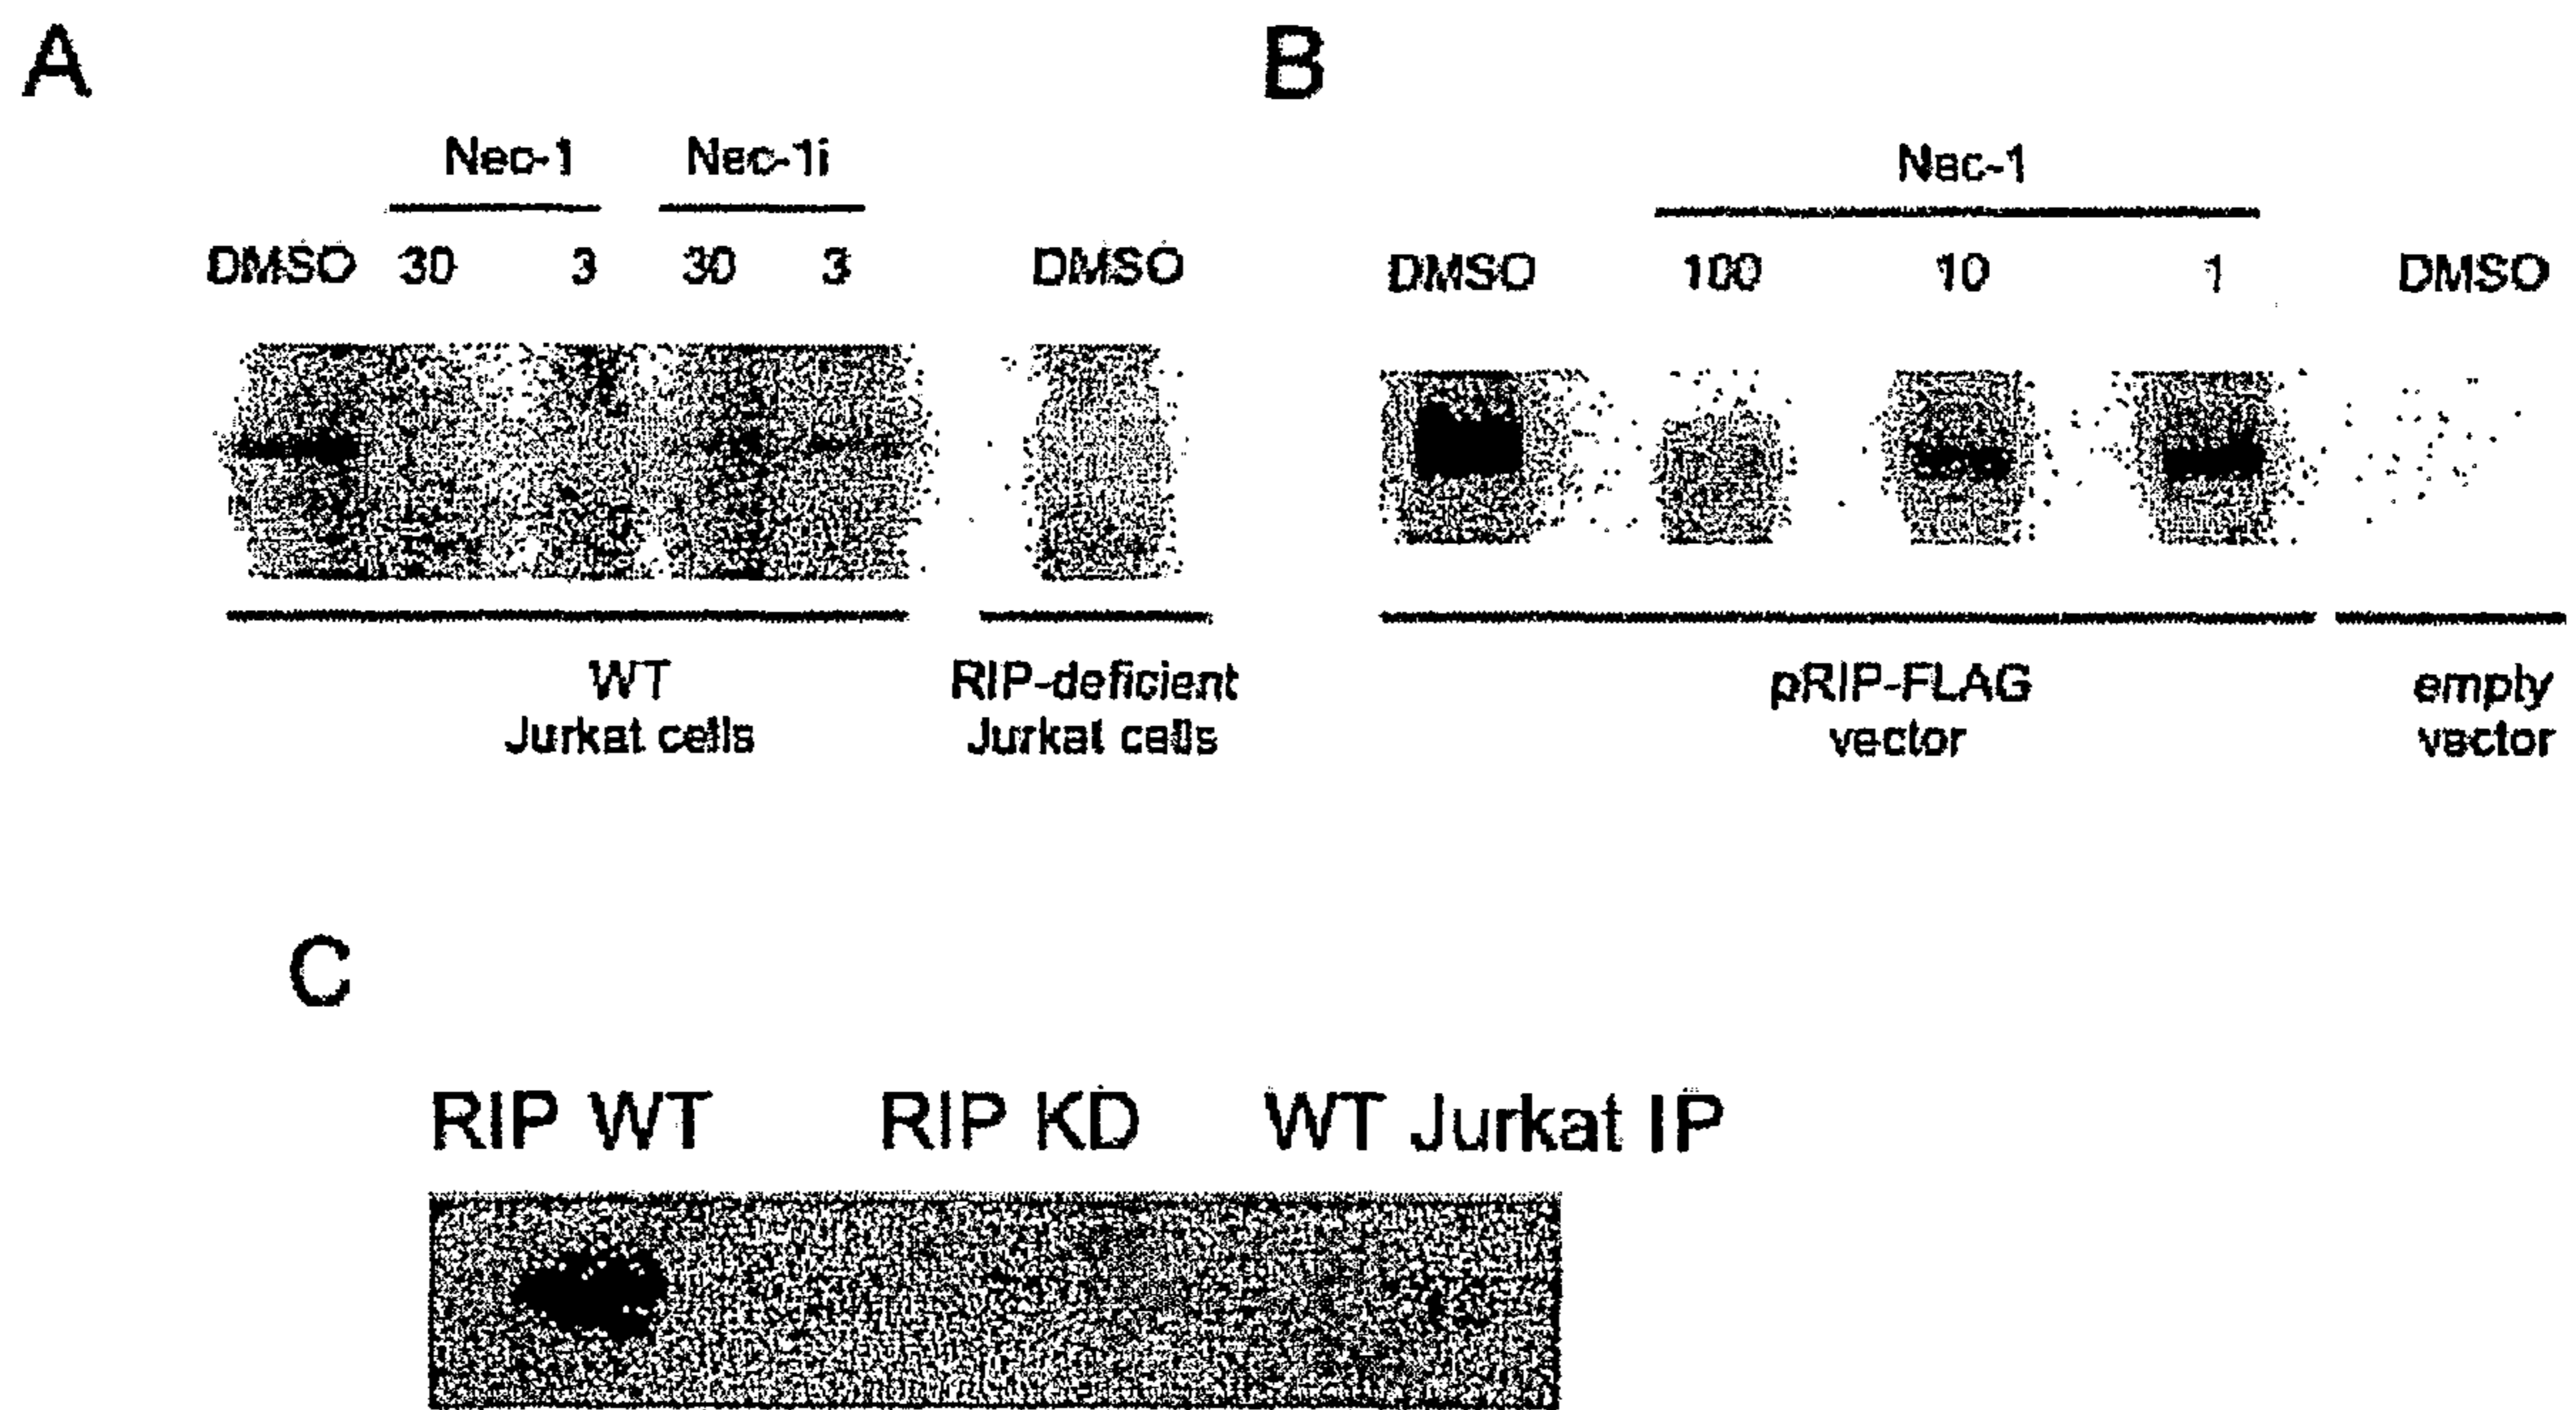 A
Nec-1 Nec-1i
DMSO 30 3 30 3 DMSO
WT
Jurkat cells
RIP-deficient
Jurkat cells
B
Nec-1
DMSO 100 10 1 DMSO
pRIP-FLAG
vector
empty
vector
C
RIP WT RIP KD WT Jurkat IP